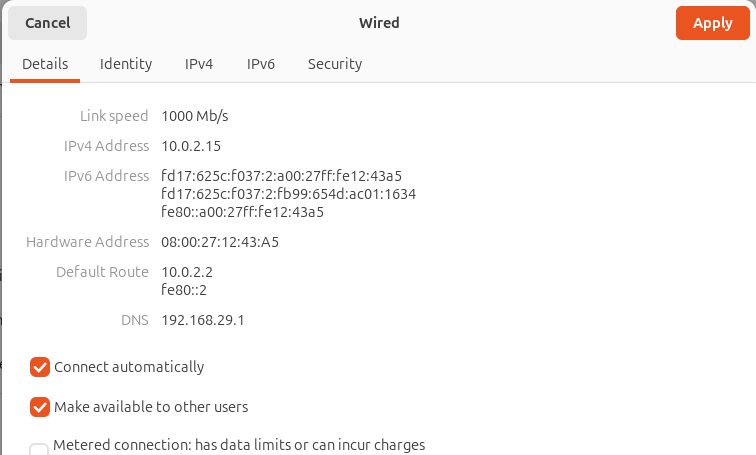 Cancel
Wired
Apply
Details
Identity
IPv4
IPv6
Security
Link speed 1000 Mb/s
IPv4 Address 10.0.2.15
IPv6 Address fd17:625c:f037:2:a00:27ff:fe12:43a5
fd17:625c:f037:2:fb99:654d:ac01:1634
fe80::a00:27ff:fe12:43a5
Hardware Address 08:00:27:12:43:A5
Default Route 10.0.2.2
fe80::2
DNS 192.168.29.1
Connect automatically
Make available to other users
Metered connection: has data limits or can incur charges